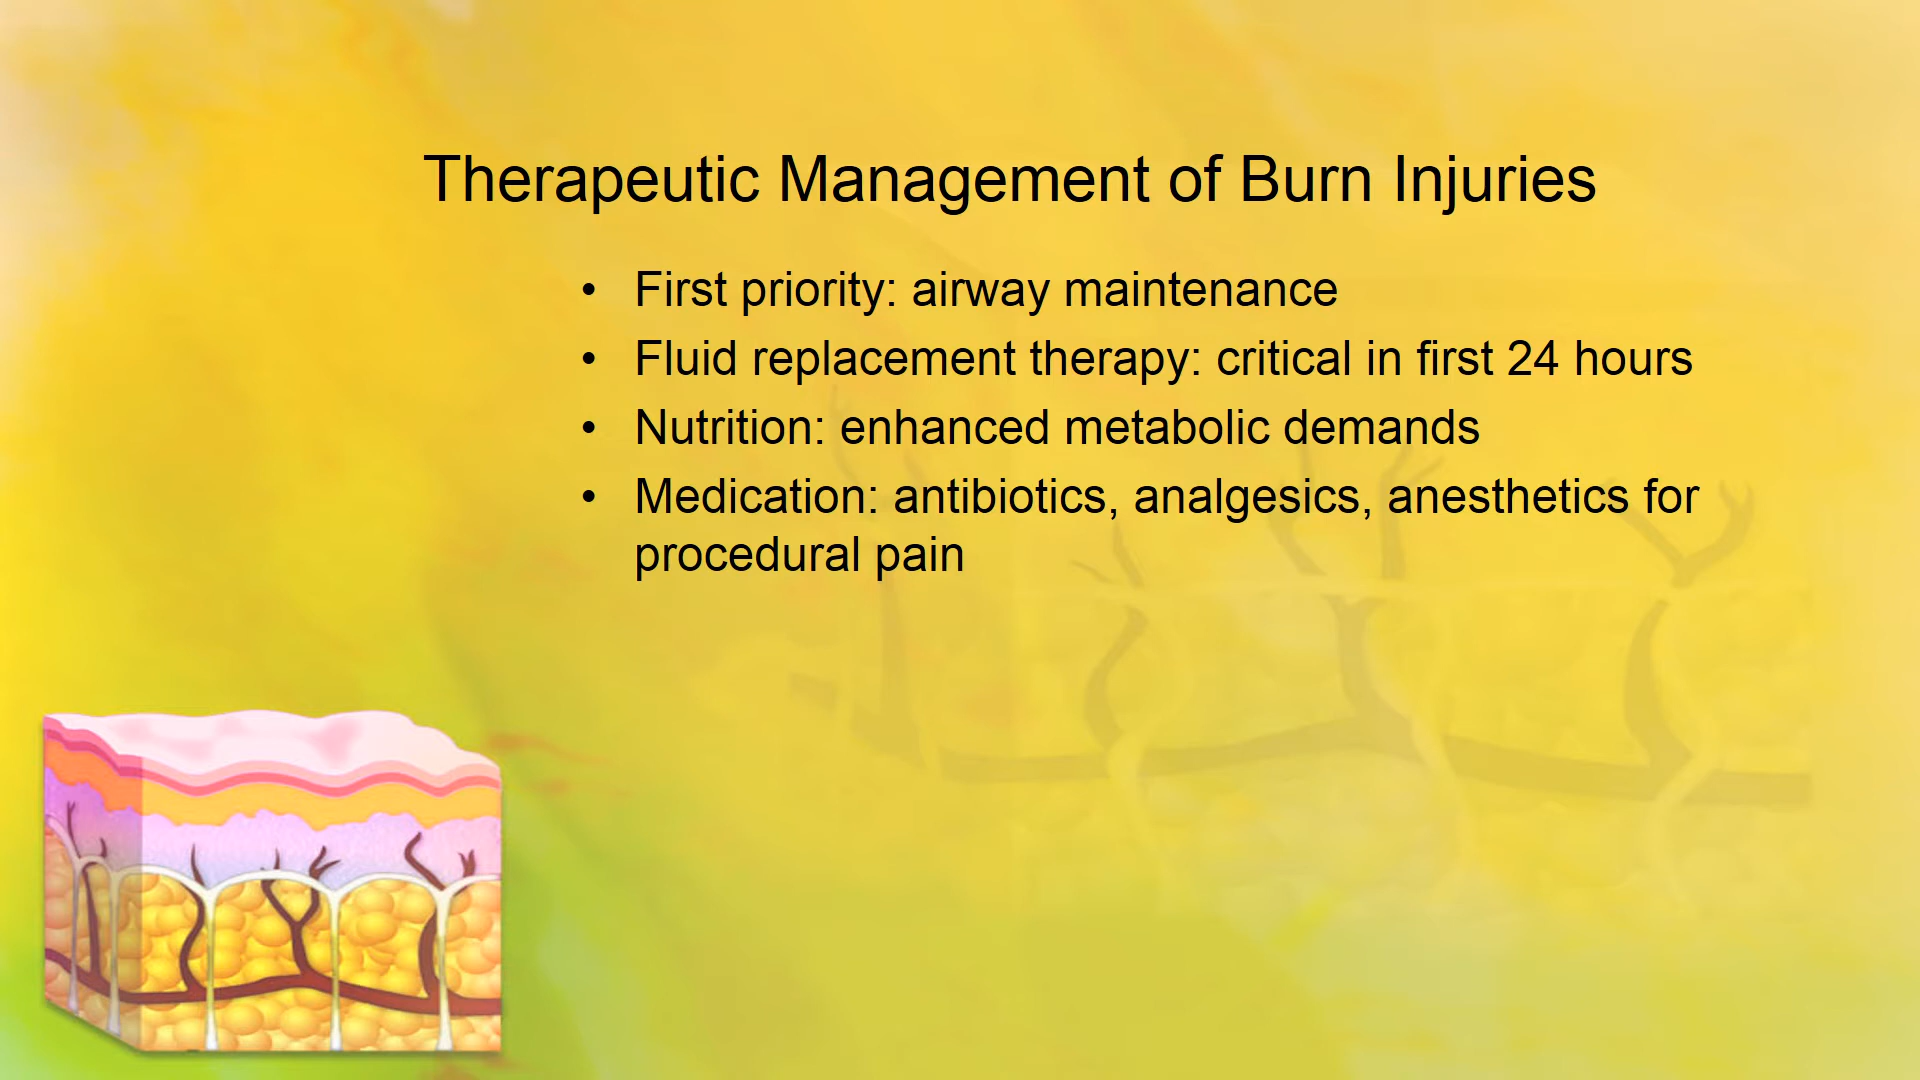 Therapeutic Management of Burn Injuries
• First priority: airway maintenance
• Fluid replacement therapy: critical in first 24 hours
• Nutrition: enhanced metabolic demands
• Medication: antibiotics, analgesics, anesthetics for
procedural pain